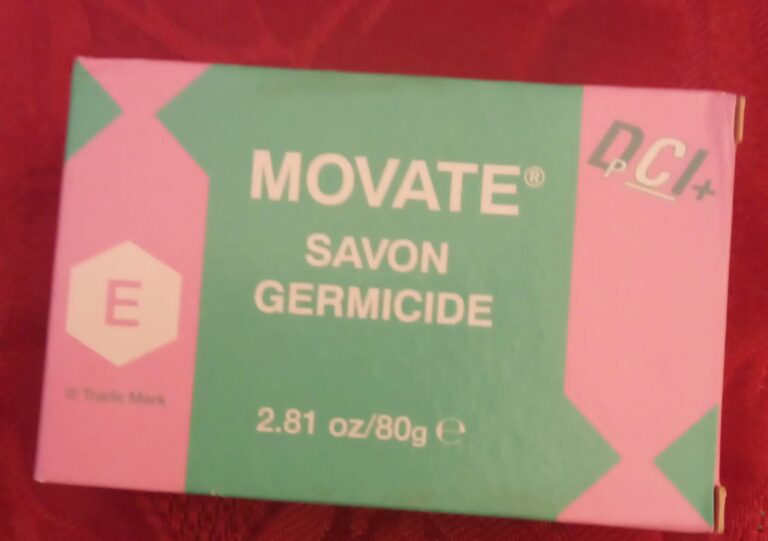 DpCI+
MOVATE®
SAVON
GERMICIDE
E
® Trade Mark
2.81 oz/80g ℮